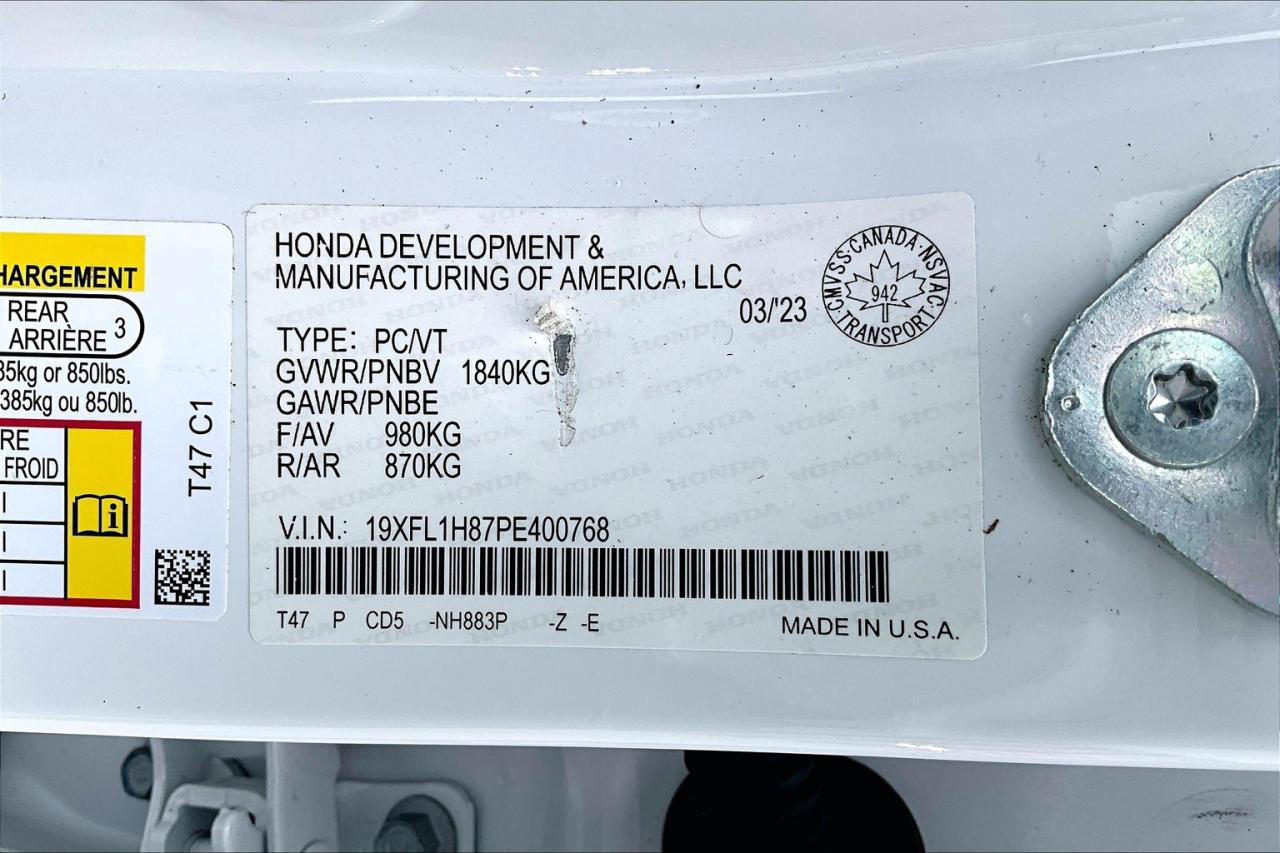 HARGEMENT
REAR
ARRIÈRE 3
35kg or 850lbs.
385kg ou 850lb.
RE
FROID
T47 C1
HONDA DEVELOPMENT &
MANUFACTURING OF AMERICA, LLC
03/'23
CMVSS·CANADA·NSVAC·TRANSPORT·
942
TYPE: PC/VT
GVWR/PNBV 1840KG
GAWR/PNBE
F/AV 980KG
R/AR 870KG
V.I.N.: 19XFL1H87PE400768
T47 P CD5 -NH883P -Z -E
MADE IN U.S.A.